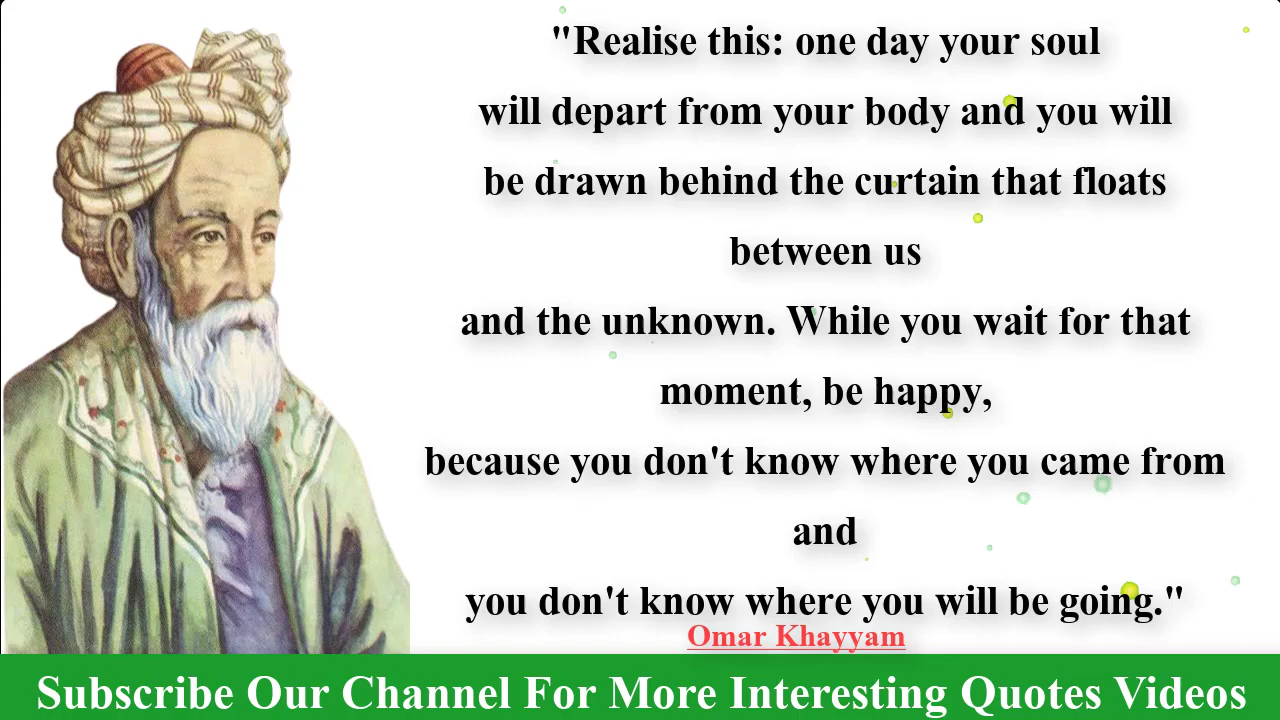 "Realise this: one day your soul
will depart from your body and you will
be drawn behind the curtain that floats
between us
and the unknown. While you wait for that
moment, be happy,
because you don't know where you came from
and
you don't know where you will be going."
Omar Khayyam
Subscribe Our Channel For More Interesting Quotes Videos